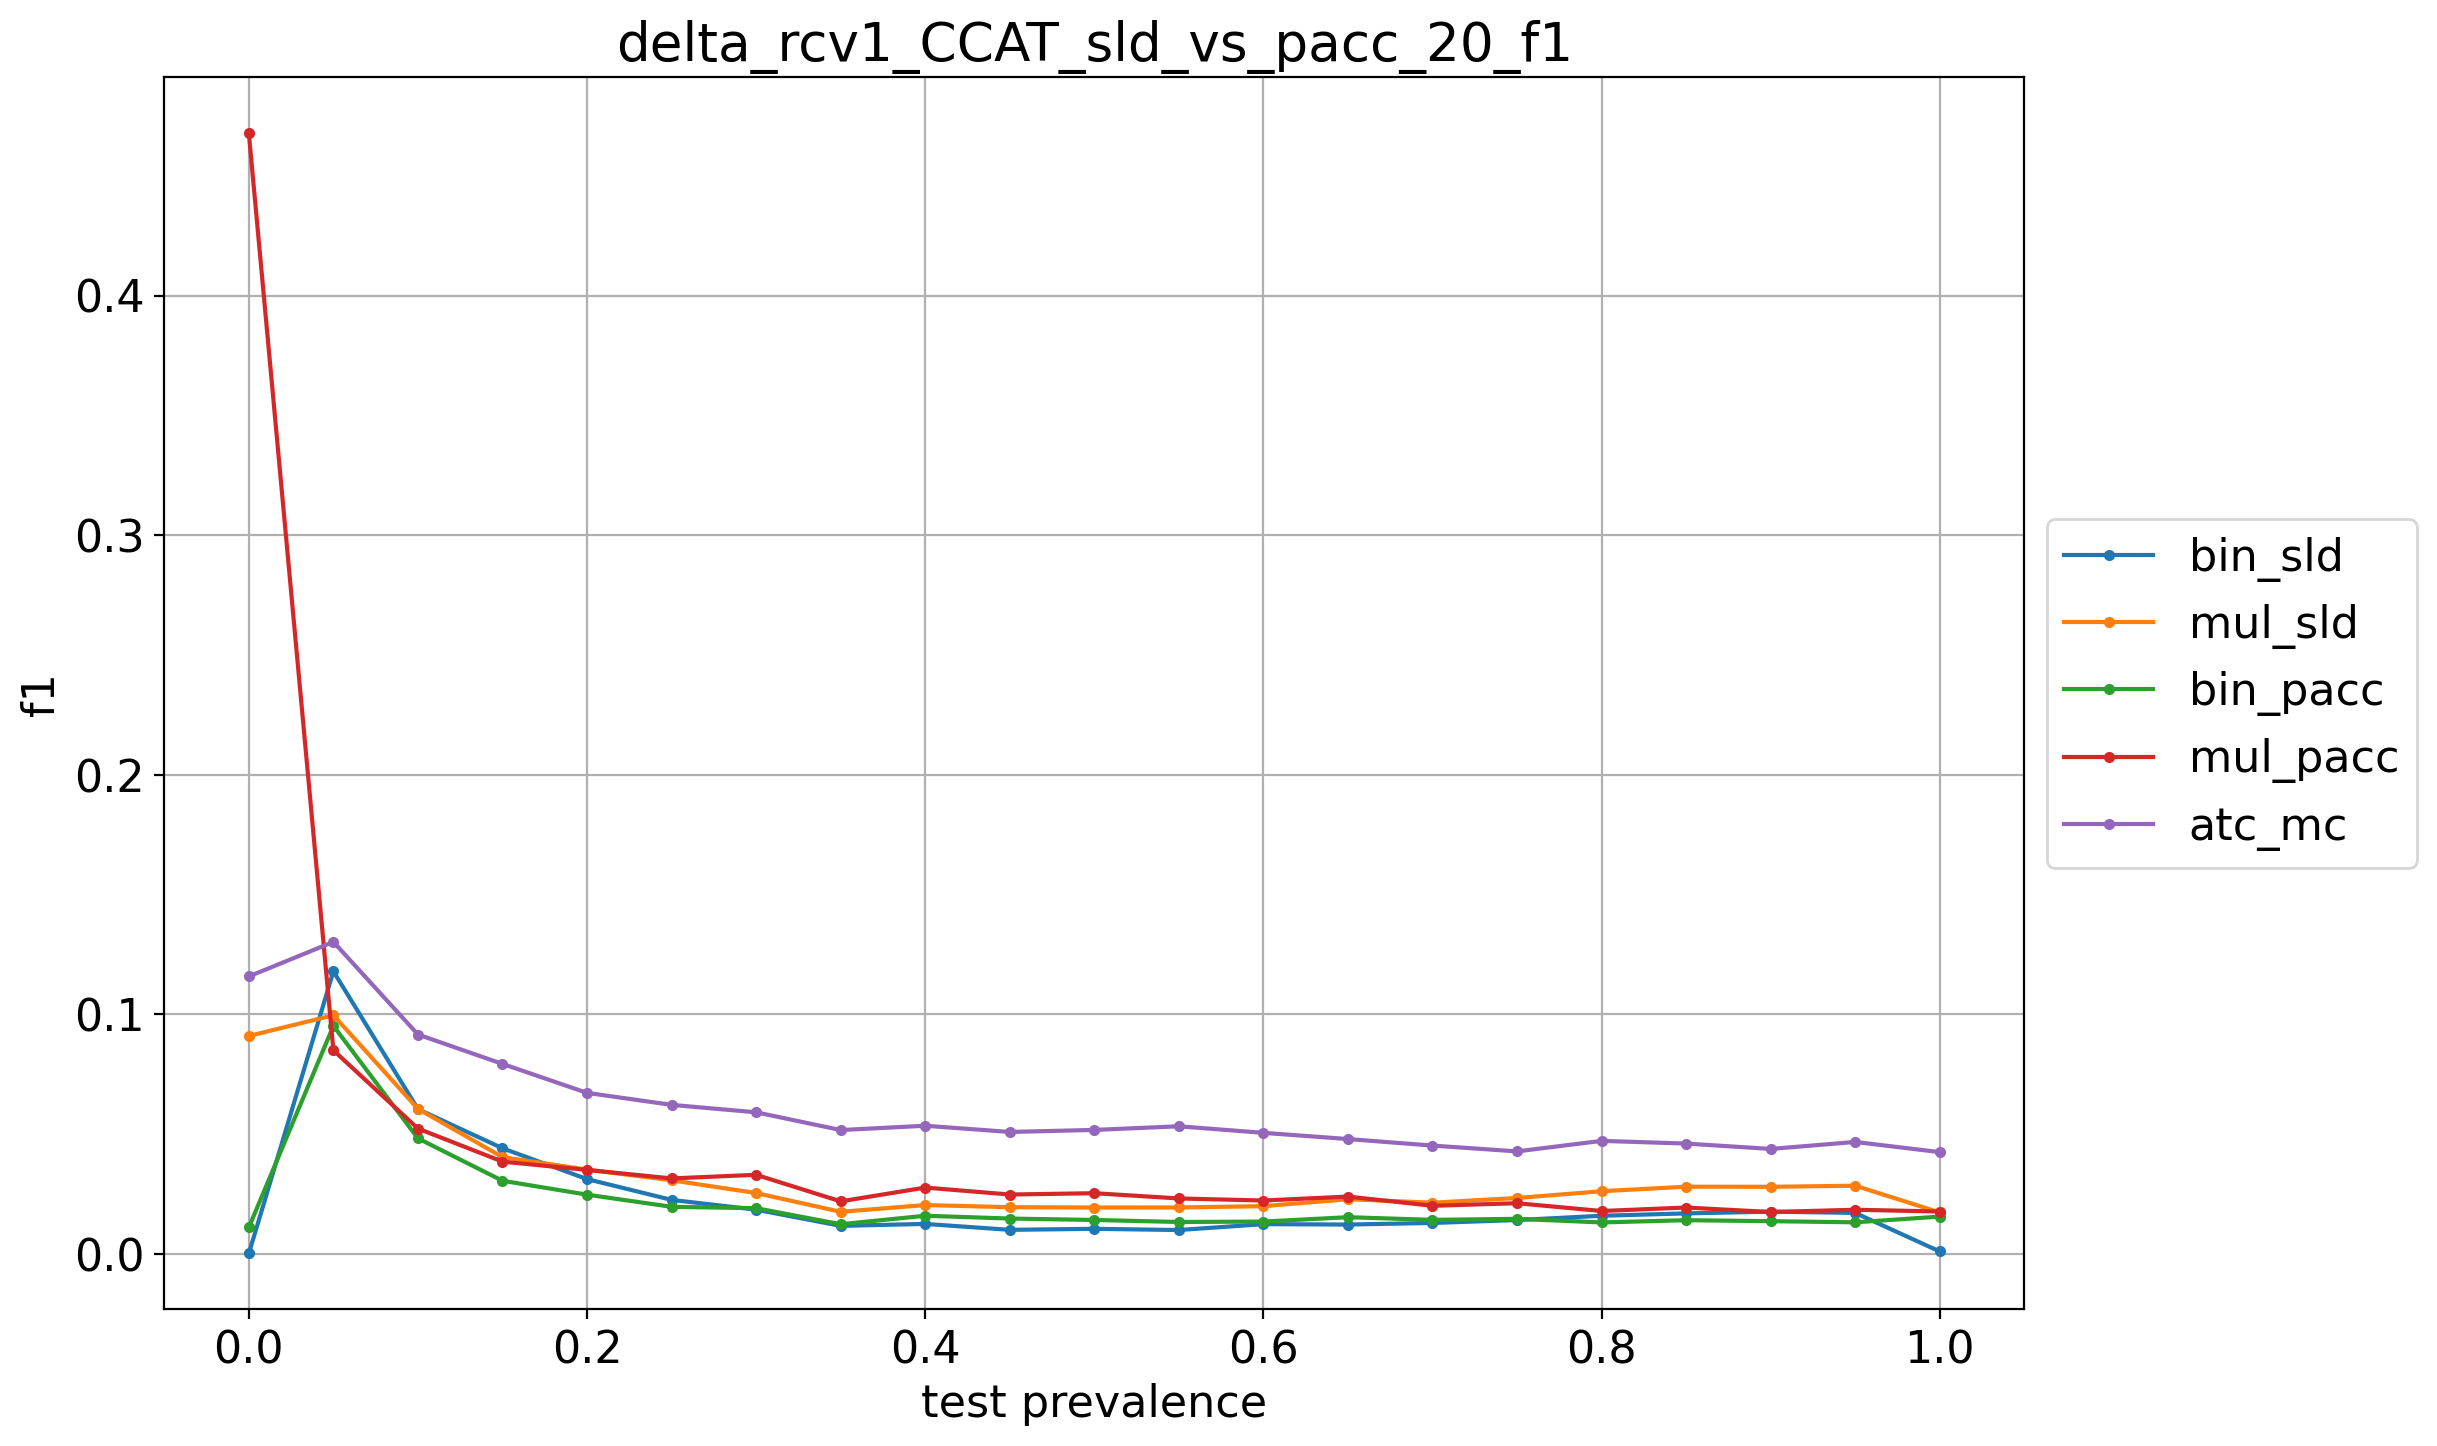 delta_rcv1_CCAT_sld_vs_pacc_20_f1
f1
0.4
0.3
0.2
0.1
0.0
0.0 0.2 0.4 0.6 0.8 1.0
test prevalence
bin_sld
mul_sld
bin_pacc
mul_pacc
atc_mc